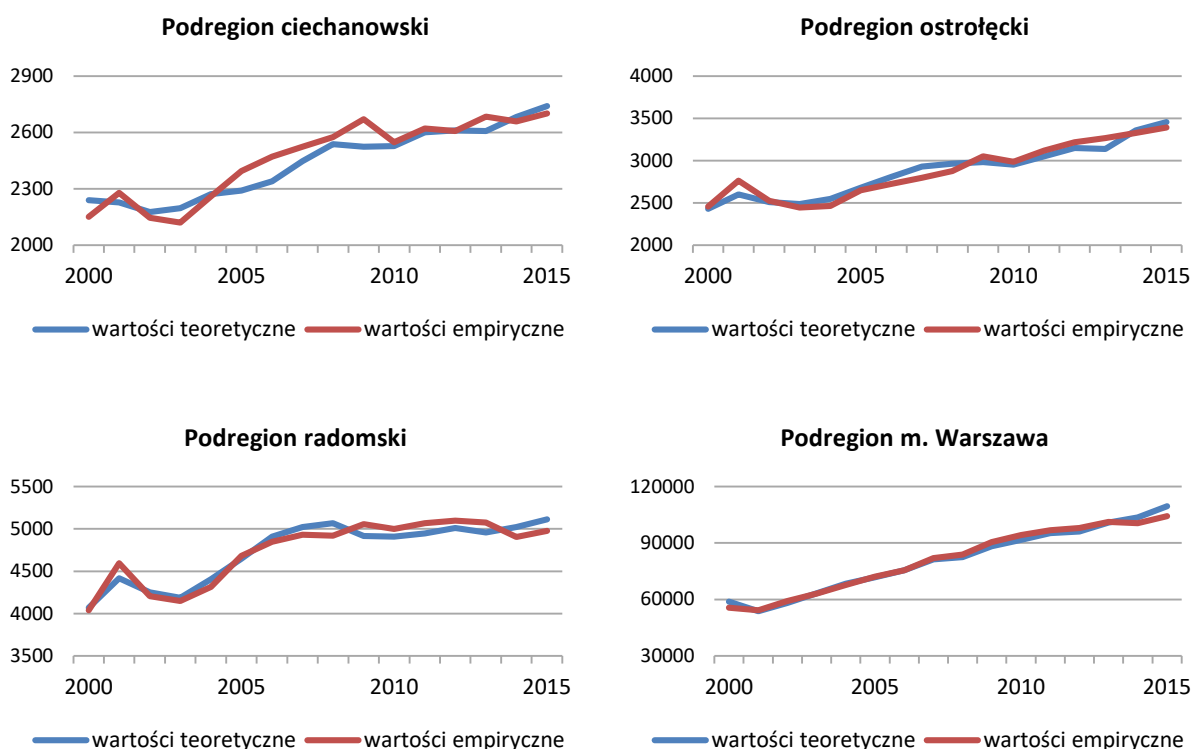 Podregion ciechanowski
2900
2600
2300
2000
2000 2005 2010 2015
wartości teoretyczne wartości empiryczne
Podregion ostrołęcki
4000
3500
3000
2500
2000
2000 2005 2010 2015
wartości teoretyczne wartości empiryczne
Podregion radomski
5500
5000
4500
4000
3500
2000 2005 2010 2015
wartości teoretyczne wartości empiryczne
Podregion m. Warszawa
120000
90000
60000
30000
2000 2005 2010 2015
wartości teoretyczne wartości empiryczne